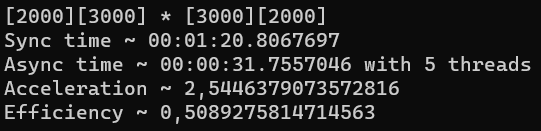 [2000][3000] * [3000][2000]
Sync time ~ 00:01:20.8067697
Async time ~ 00:00:31.7557046 with 5 threads
Acceleration ~ 2,5446379073572816
Efficiency ~ 0,5089275814714563